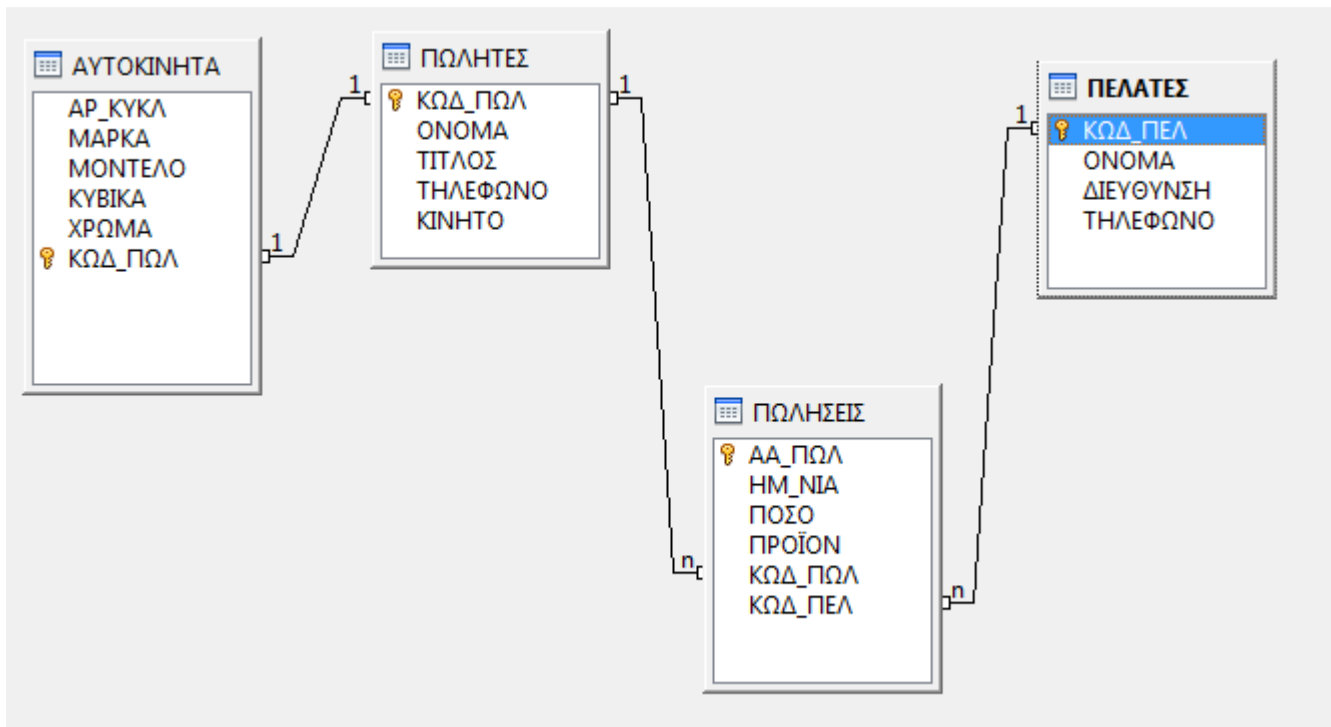 ΑΥΤΟΚΙΝΗΤΑ
ΑΡ_ΚΥΚΛ
ΜΑΡΚΑ
ΜΟΝΤΕΛΟ
ΚΥΒΙΚΑ
ΧΡΩΜΑ
ΚΩΔ_ΠΩΛ
1
1
ΠΩΛΗΤΕΣ
ΚΩΔ_ΠΩΛ
ΟΝΟΜΑ
ΤΙΤΛΟΣ
ΤΗΛΕΦΩΝΟ
ΚΙΝΗΤΟ
1
n
ΠΩΛΗΣΕΙΣ
ΑΑ_ΠΩΛ
ΗΜ_ΝΙΑ
ΠΟΣΟ
ΠΡΟΪΟΝ
ΚΩΔ_ΠΩΛ
ΚΩΔ_ΠΕΛ
n
1
ΠΕΛΑΤΕΣ
ΚΩΔ_ΠΕΛ
ΟΝΟΜΑ
ΔΙΕΥΘΥΝΣΗ
ΤΗΛΕΦΩΝΟ